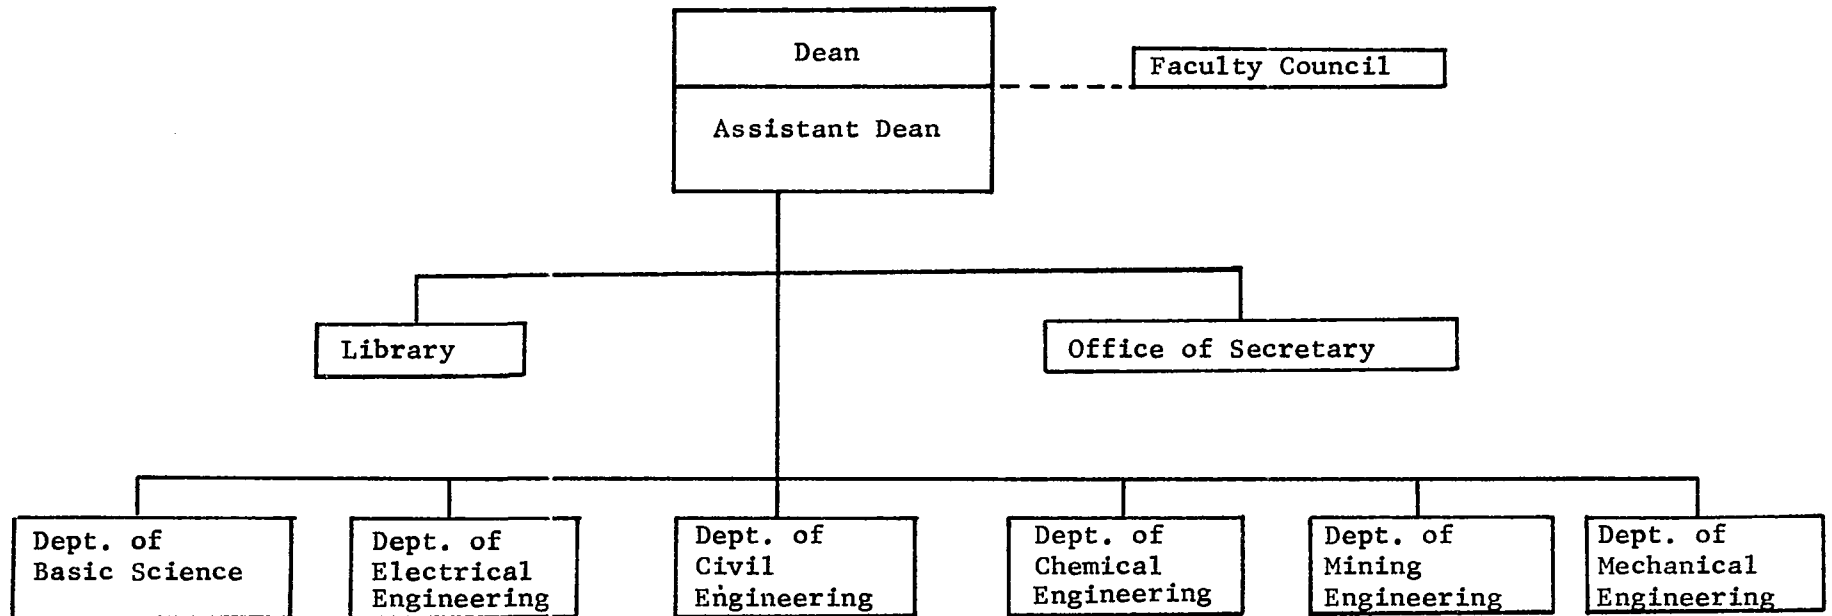 Dean
Faculty Council
Assistant Dean
Library
Office of Secretary
Dept. of
Basic Science
Dept. of
Electrical
Engineering
Dept. of
Civil
Engineering
Dept. of
Chemical
Engineering
Dept. of
Mining
Engineering
Dept. of
Mechanical
Engineering